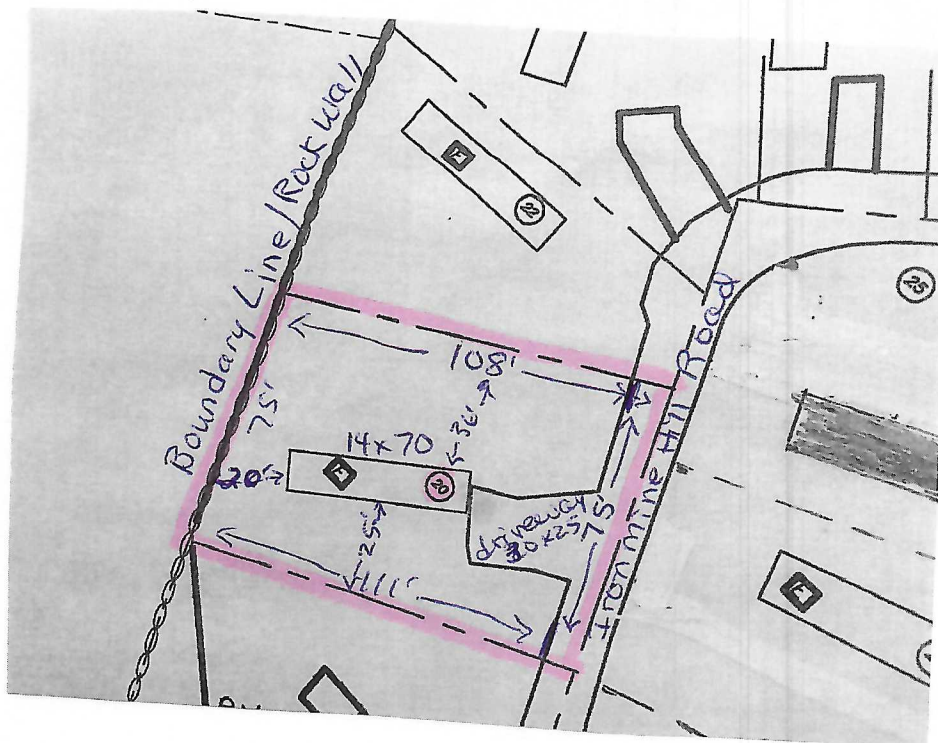 Boundary Line/Rock Wall
F
22
Iron mine Hill Road
25
108'
75'
36'
14x70
20'
F
20
driveway
75'
25'
111'
F